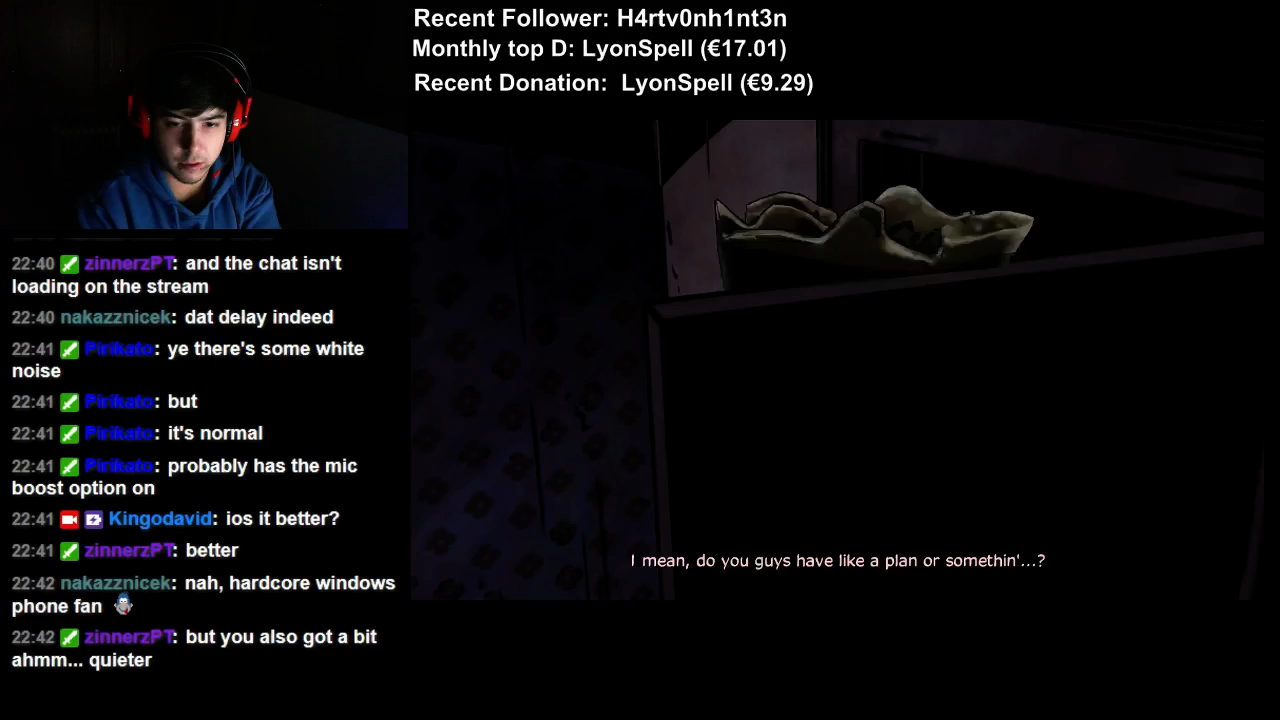 Recent Follower: H4rtv0nh1nt3n
Monthly top D: LyonSpell (€17.01)
Recent Donation:  LyonSpell (€9.29)
22:40 zinnerzPT: and the chat isn't
loading on the stream
22:40 nakazznicek: dat delay indeed
22:41 Pirikato: ye there's some white
noise
22:41 Pirikato: but
22:41 Pirikato: it's normal
22:41 Pirikato: probably has the mic
boost option on
22:41 Kingodavid: ios it better?
22:41 zinnerzPT: better
22:42 nakazznicek: nah, hardcore windows
phone fan
22:42 zinnerzPT: but you also got a bit
ahmm... quieter
I mean, do you guys have like a plan or somethin'...?